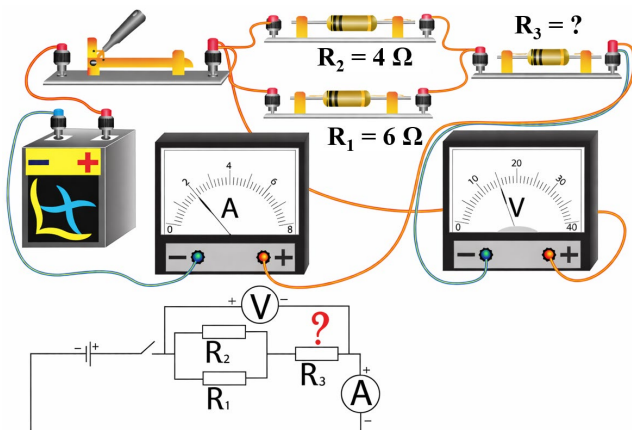 R₂ = 4 Ω
R₃ = ?
R₁ = 6 Ω
− +
0 2 4 6 8
A
− +
0 10 20 30 40
V
− +
+ V −
− +
R₂
?
R₃
R₁
+
A
−